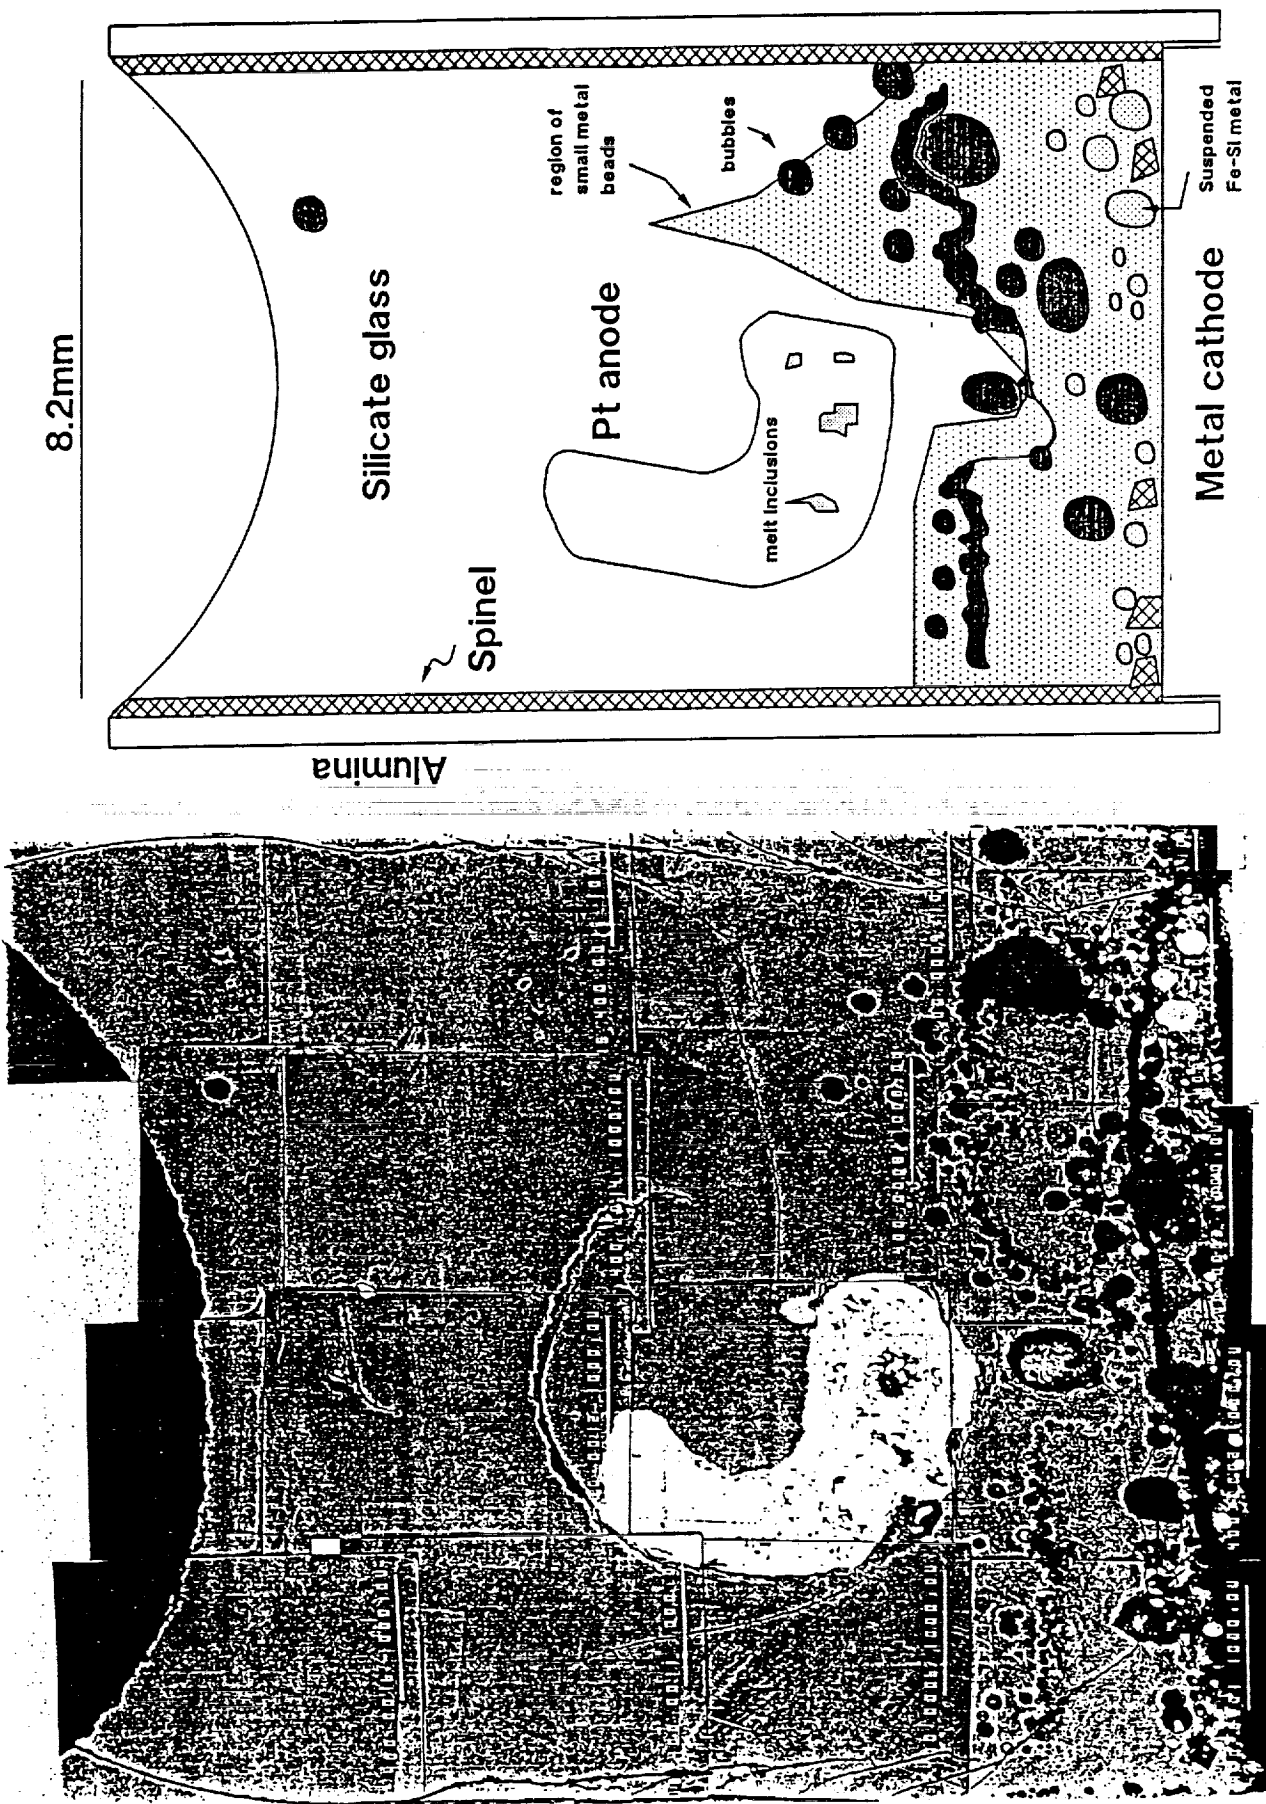 8.2mm
Silicate glass
region of
small metal
beads
bubbles
Pt anode
melt inclusions
Spinel
Alumina
Suspended
Fe-Si metal
Metal cathode